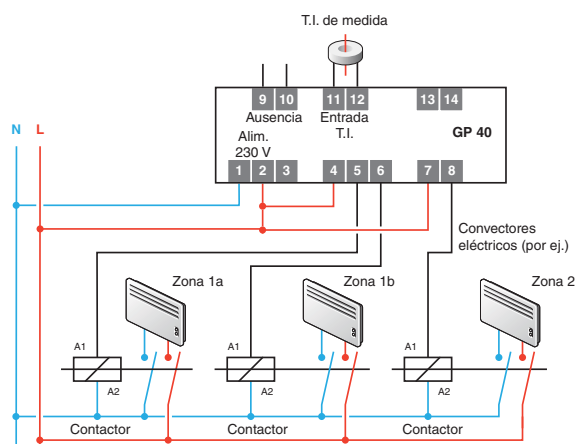 T.I. de medida
9 10 11 12 13 14
Ausencia Entrada GP 40
T.I.
Alim.
230 V
N L
1 2 3 4 5 6 7 8
Convectores
eléctricos (por ej.)
Zona 1a Zona 1b Zona 2
A1 A1 A1
A2 A2 A2
Contactor Contactor Contactor